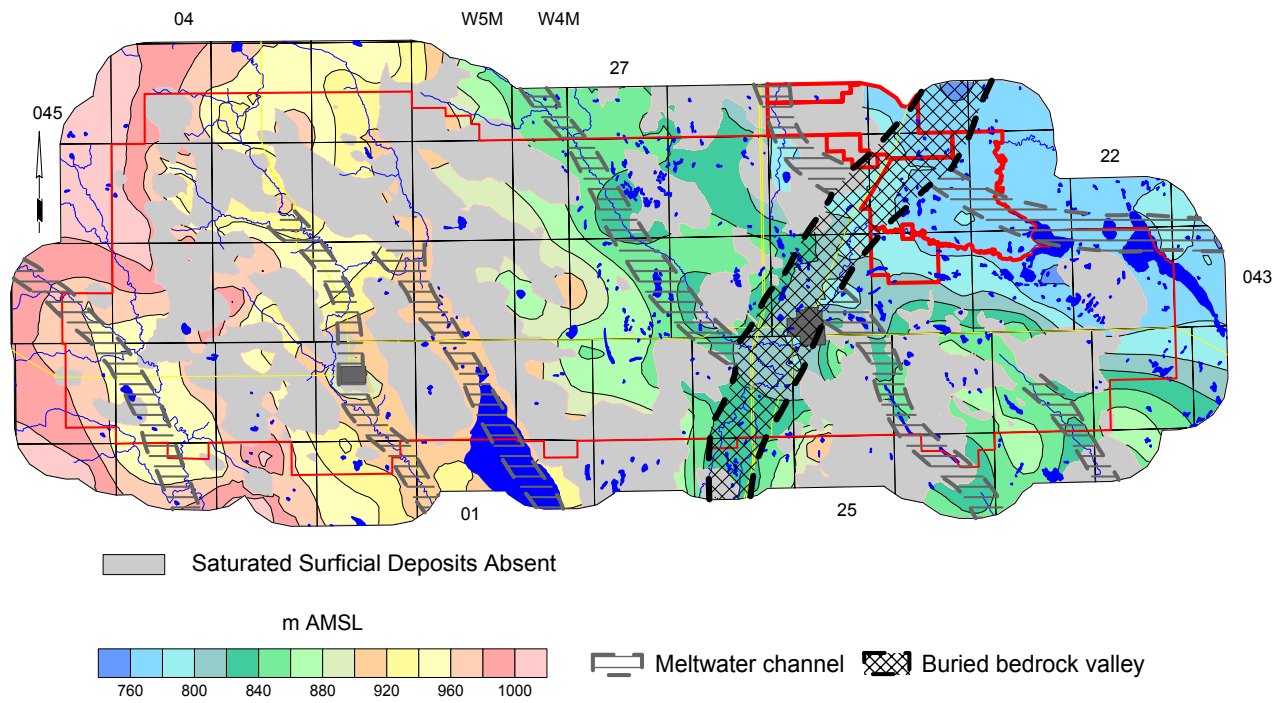 04
W5M W4M
27
045
22
043
01
25
Saturated Surficial Deposits Absent
m AMSL
760 800 840 880 920 960 1000
Meltwater channel
Buried bedrock valley